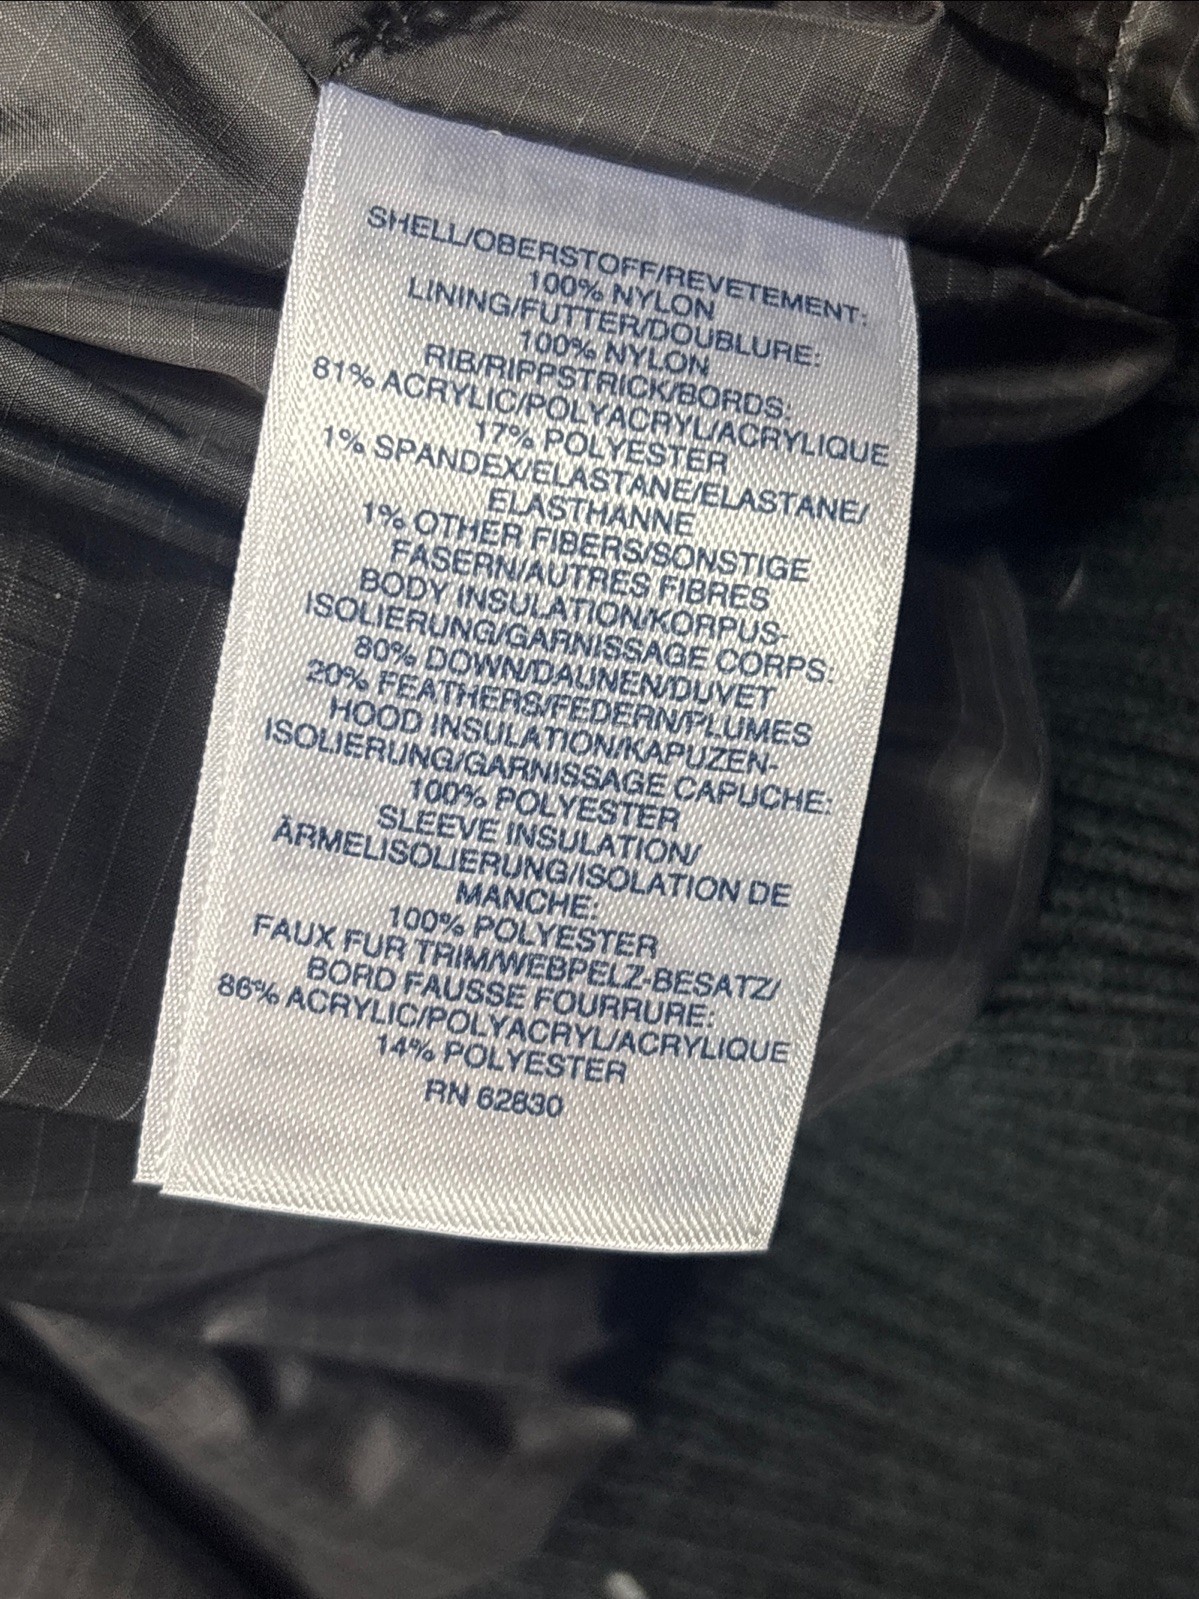 SHELL/OBERSTOFF/REVETEMENT:
100% NYLON
LINING/FUTTER/DOUBLURE:
100% NYLON
RIB/RIPPSTRICK/BORDS:
81% ACRYLIC/POLYACRYL/ACRYLIQUE
17% POLYESTER
1% SPANDEX/ELASTANE/ELASTANE/
ELASTHANNE
1% OTHER FIBERS/SONSTIGE
FASERN/AUTRES FIBRES
BODY INSULATION/KORPUS-
ISOLIERUNG/GARNISSAGE CORPS:
80% DOWN/DAUNEN/DUVET
20% FEATHERS/FEDERN/PLUMES
HOOD INSULATION/KAPUZEN-
ISOLIERUNG/GARNISSAGE CAPUCHE:
100% POLYESTER
SLEEVE INSULATION/
ÄRMELISOLIERUNG/ISOLATION DE
MANCHE:
100% POLYESTER
FAUX FUR TRIM/WEBPELZ-BESATZ/
BORD FAUSSE FOURRURE:
86% ACRYLIC/POLYACRYL/ACRYLIQUE
14% POLYESTER
RN 62830